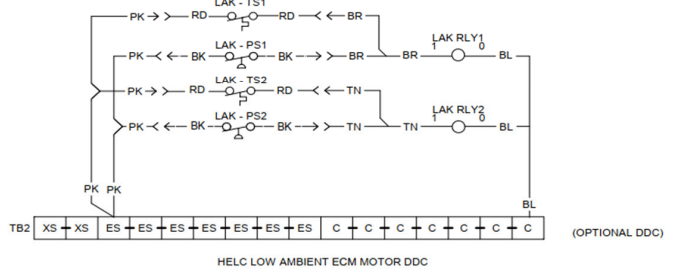 LAK - TS1
PK RD RD BR
LAK - PS1 LAK RLY1
PK BK BK BR BR 1 0 BL
LAK - TS2
PK RD RD TN
LAK - PS2 LAK RLY2
PK BK BK TN TN 1 0 BL
PK PK BL
TB2 XS XS ES ES ES ES ES ES ES C C C C C C C (OPTIONAL DDC)
HELC LOW AMBIENT ECM MOTOR DDC